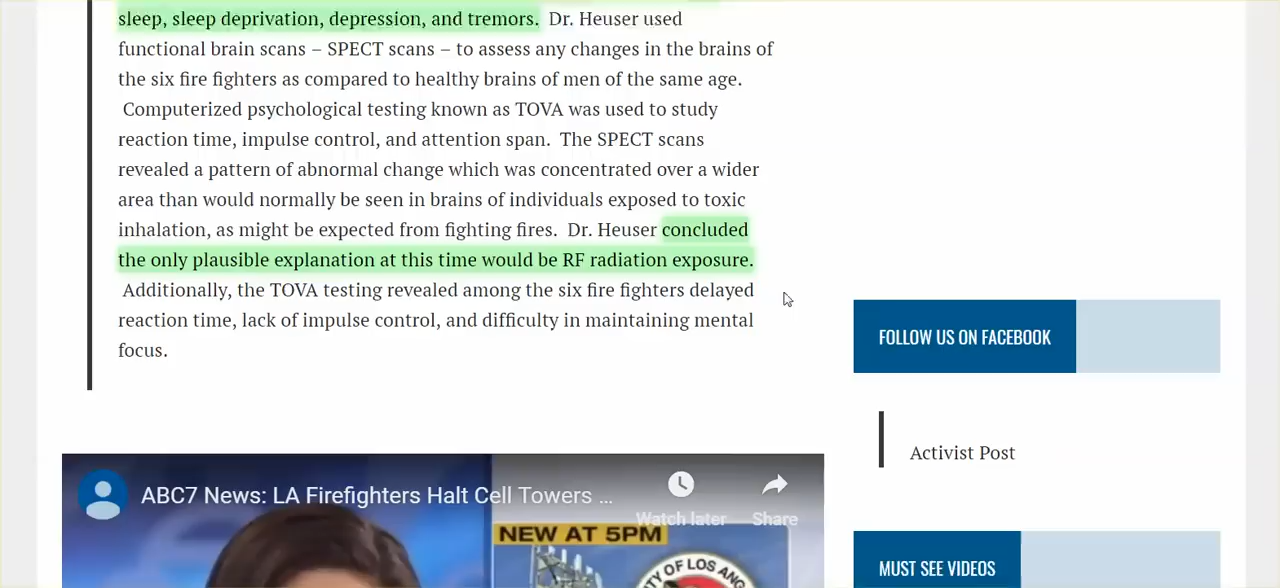 sleep, sleep deprivation, depression, and tremors.  Dr. Heuser used
functional brain scans – SPECT scans – to assess any changes in the brains of
the six fire fighters as compared to healthy brains of men of the same age.
Computerized psychological testing known as TOVA was used to study
reaction time, impulse control, and attention span.  The SPECT scans
revealed a pattern of abnormal change which was concentrated over a wider
area than would normally be seen in brains of individuals exposed to toxic
inhalation, as might be expected from fighting fires.  Dr. Heuser concluded
the only plausible explanation at this time would be RF radiation exposure.
Additionally, the TOVA testing revealed among the six fire fighters delayed
reaction time, lack of impulse control, and difficulty in maintaining mental
focus.
FOLLOW US ON FACEBOOK
Activist Post
ABC7 News: LA Firefighters Halt Cell Towers ...
Watch later
Share
NEW AT 5PM
MUST SEE VIDEOS